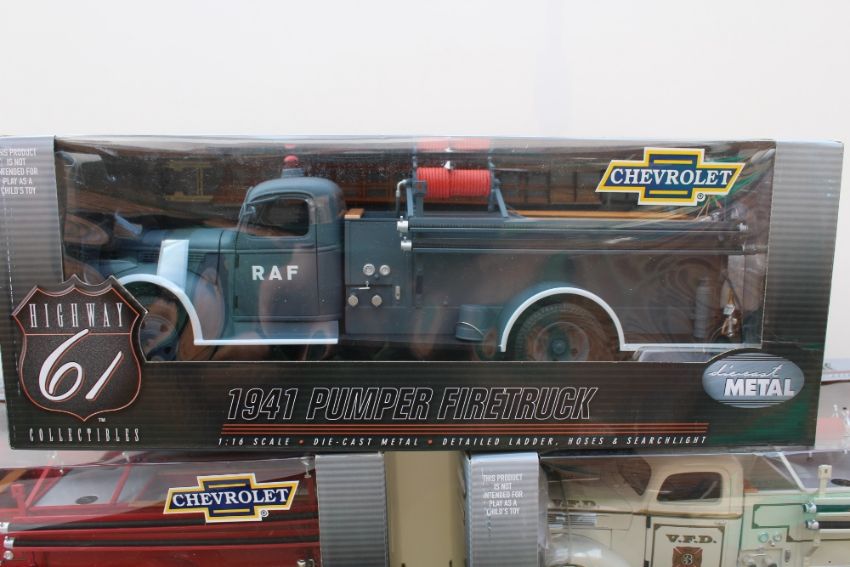 THIS PRODUCT
IS NOT
INTENDED FOR
PLAY AS A
CHILD'S TOY
CHEVROLET
®
RAF
HIGHWAY
61
™
COLLECTIBLES
diecast
METAL
1941 PUMPER FIRETRUCK
1:16 SCALE • DIE-CAST METAL • DETAILED LADDER, HOSES & SEARCHLIGHT
CHEVROLET
®
THIS PRODUCT
IS NOT
INTENDED FOR
PLAY AS A
CHILD'S TOY
V.F.D
V.F.D.
3